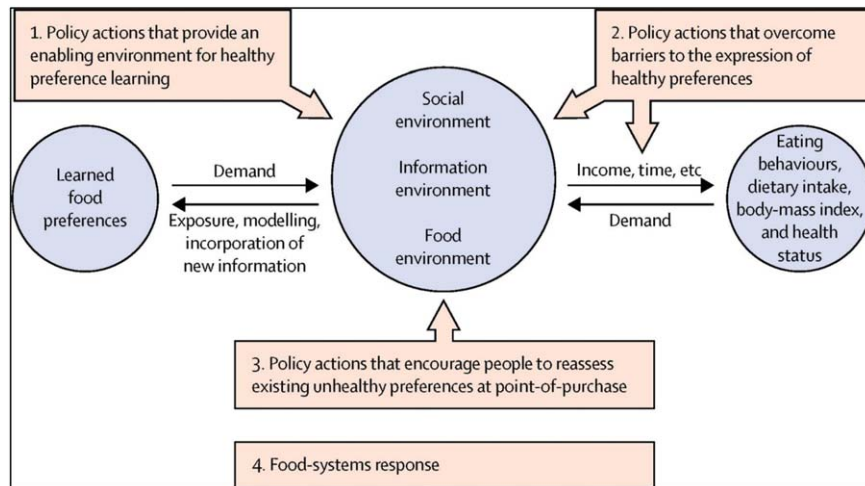 1. Policy actions that provide an
enabling environment for healthy
preference learning
2. Policy actions that overcome
barriers to the expression of
healthy preferences
Social
environment
Information
environment
Food
environment
Learned
food
preferences
Demand
Exposure, modelling,
incorporation of
new information
Income, time, etc
Demand
Eating
behaviours,
dietary intake,
body-mass index,
and health
status
3. Policy actions that encourage people to reassess
existing unhealthy preferences at point-of-purchase
4. Food-systems response